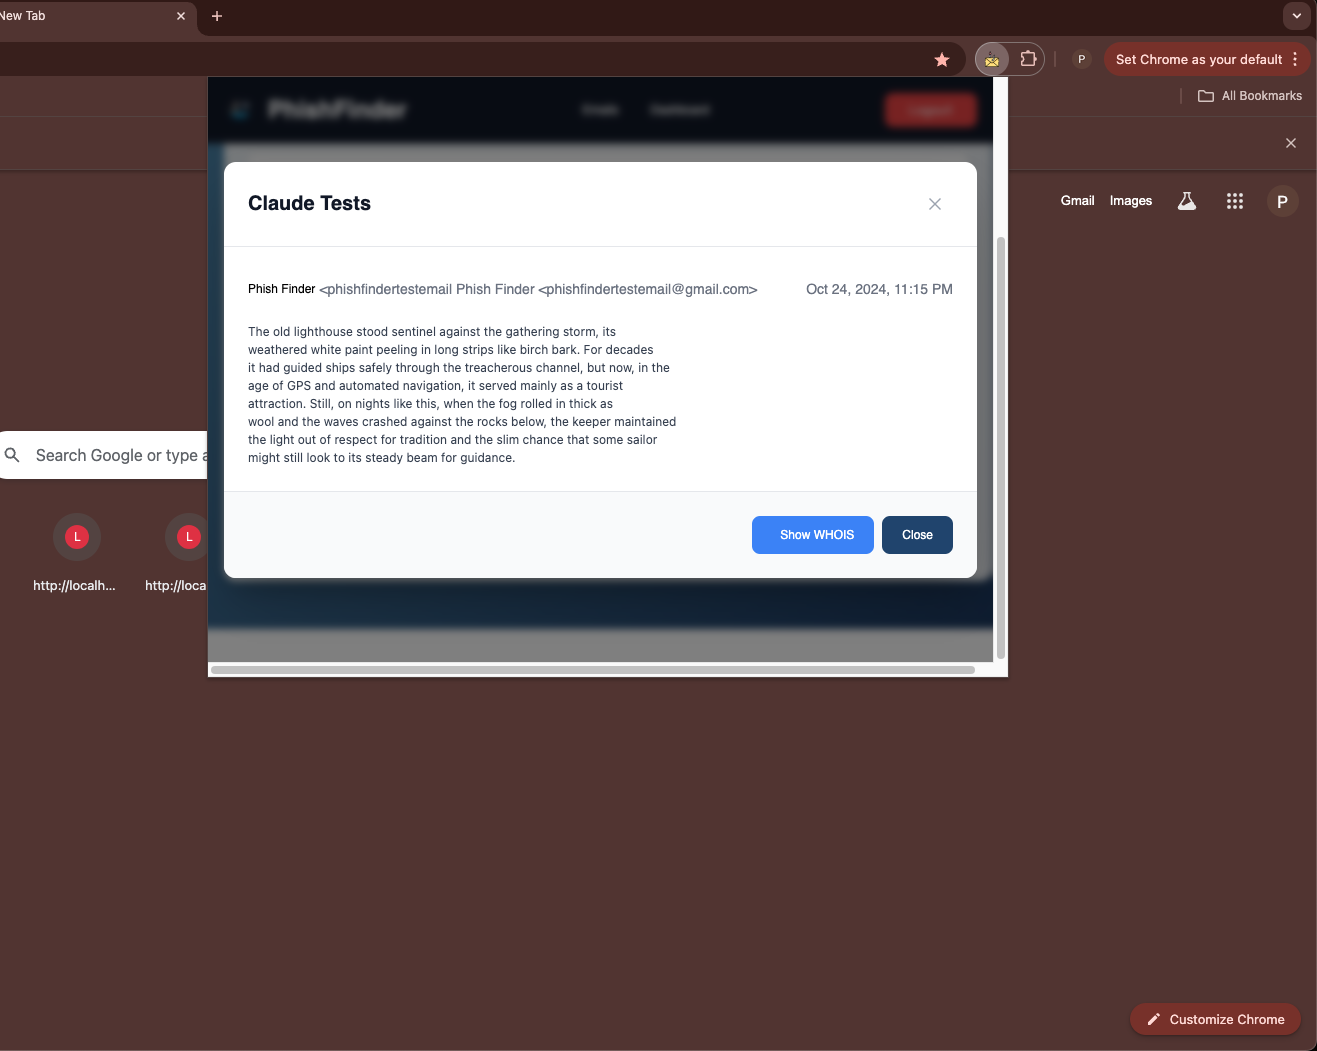 New Tab
Set Chrome as your default
P
All Bookmarks
PhishFinder
Emails
Dashboard
Logout
Gmail
Images
P
Claude Tests
Phish Finder <phishfindertestemail Phish Finder <phishfindertestemail@gmail.com>
Oct 24, 2024, 11:15 PM
The old lighthouse stood sentinel against the gathering storm, its
weathered white paint peeling in long strips like birch bark. For decades
it had guided ships safely through the treacherous channel, but now, in the
age of GPS and automated navigation, it served mainly as a tourist
attraction. Still, on nights like this, when the fog rolled in thick as
wool and the waves crashed against the rocks below, the keeper maintained
the light out of respect for tradition and the slim chance that some sailor
might still look to its steady beam for guidance.
Show WHOIS
Close
Search Google or type a
L
L
http://localh...
http://loca
Customize Chrome